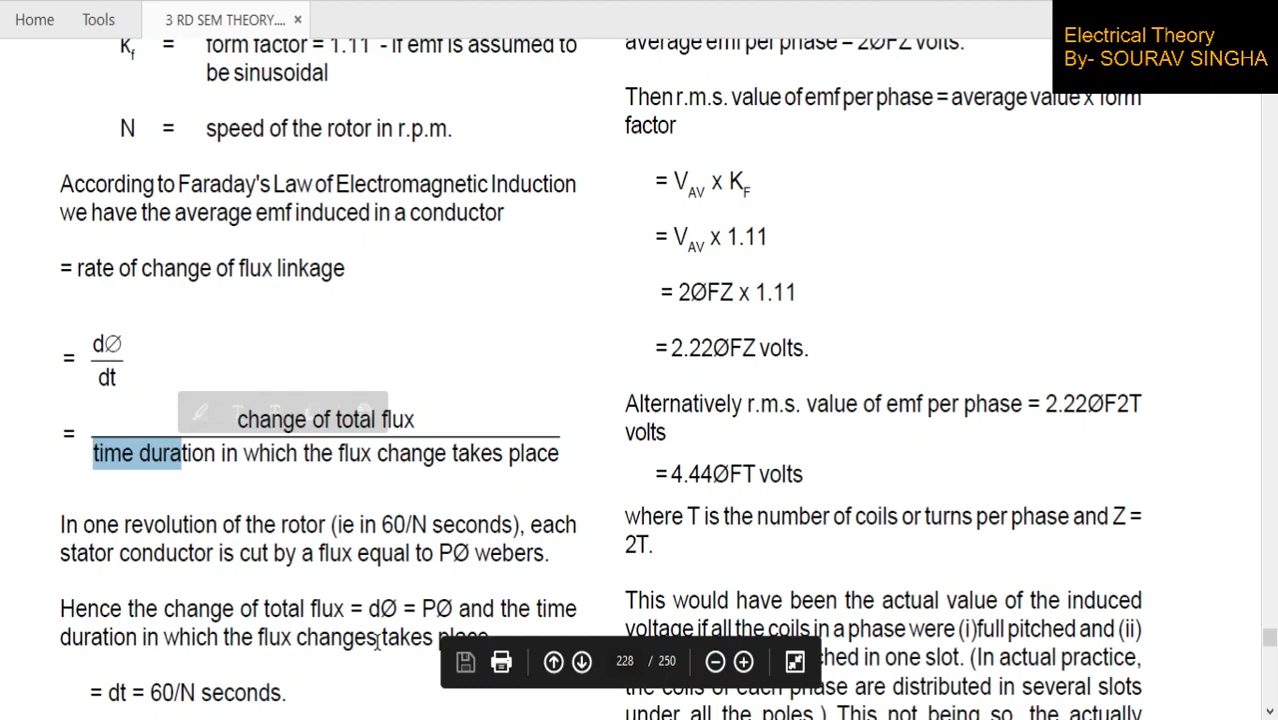 Home
Tools
3 RD SEM THEORY.... ×
Electrical Theory
By- SOURAV SINGHA
Kf = form factor = 1.11 - if emf is assumed to
be sinusoidal
N = speed of the rotor in r.p.m.
According to Faraday's Law of Electromagnetic Induction
we have the average emf induced in a conductor
= rate of change of flux linkage
= dØ
dt
= change of total flux
time duration in which the flux change takes place
In one revolution of the rotor (ie in 60/N seconds), each
stator conductor is cut by a flux equal to PØ webers.
Hence the change of total flux = dØ = PØ and the time
duration in which the flux changes takes place
= dt = 60/N seconds.
average emf per phase = 2ØFZ volts.
Then r.m.s. value of emf per phase = average value x form
factor
= VAV x KF
= VAV x 1.11
= 2ØFZ x 1.11
= 2.22ØFZ volts.
Alternatively r.m.s. value of emf per phase = 2.22ØF2T
volts
= 4.44ØFT volts
where T is the number of coils or turns per phase and Z =
2T.
This would have been the actual value of the induced
voltage if all the coils in a phase were (i)full pitched and (ii)
ched in one slot. (In actual practice,
the coils of each phase are distributed in several slots
under all the poles.) This not being so, the actually
228 / 250